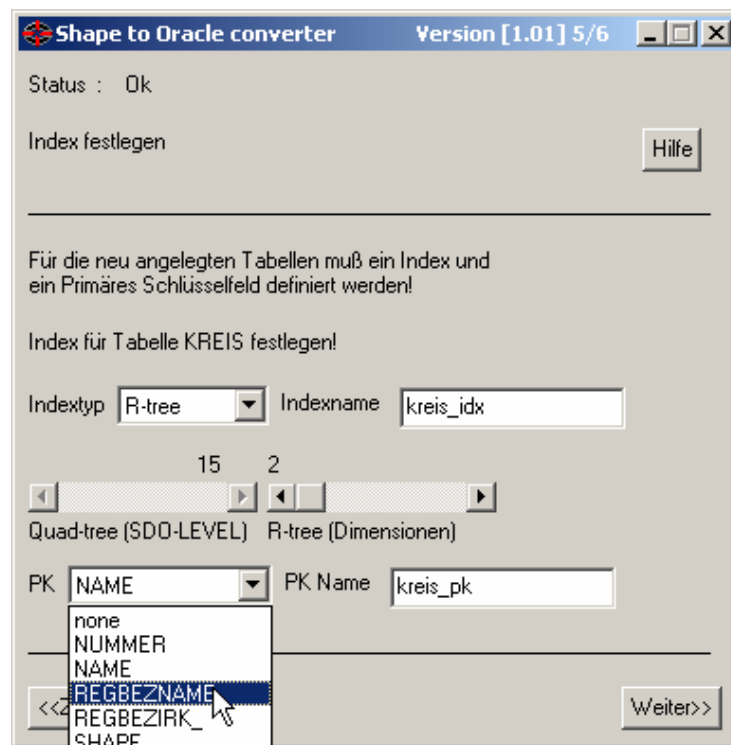 Shape to Oracle converter Version [1.01] 5/6
Status : Ok
Index festlegen
Hilfe
Für die neu angelegten Tabellen muß ein Index und
ein Primäres Schlüsselfeld definiert werden!
Index für Tabelle KREIS festlegen!
Indextyp R-tree Indexname kreis_idx
15 2
Quad-tree (SDO-LEVEL) R-tree (Dimensionen)
PK NAME PK Name kreis_pk
none
NUMMER
NAME
REGBEZNAME
<<Z Weiter>>
REGBEZIRK_
SHAPE